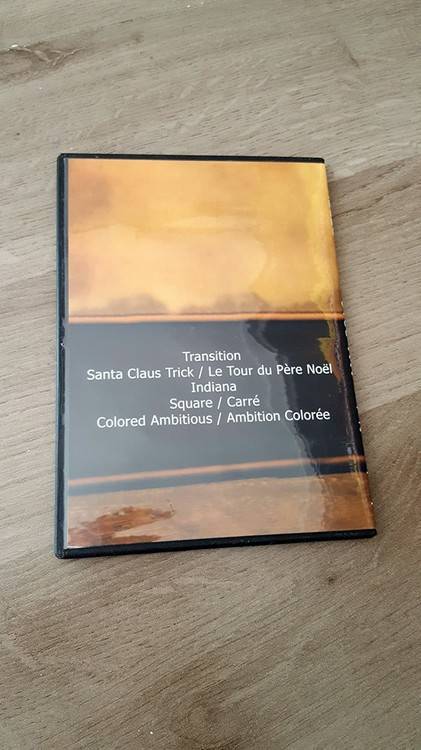 Transition
Santa Claus Trick / Le Tour du Père Noël
Indiana
Square / Carré
Colored Ambitious / Ambition Colorée